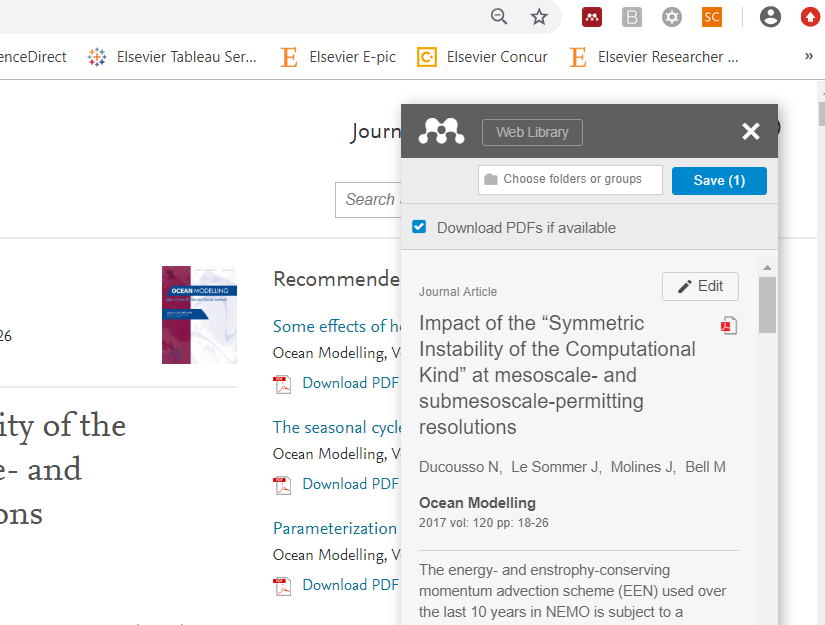 B
SC
enceDirect
Elsevier Tableau Ser...
E
Elsevier E-pic
Elsevier Concur
E
Elsevier Researcher ...
»
Journ
Search
26
OCEAN MODELLING
ity of the
e- and
ons
Recommende
Some effects of h
Ocean Modelling, V
PDF
Download PDF
The seasonal cycle
Ocean Modelling, V
PDF
Download PDF
Parameterization
Ocean Modelling, V
PDF
Download PDF
Web Library
Choose folders or groups
Save (1)
Download PDFs if available
Journal Article
Edit
Impact of the “Symmetric
Instability of the Computational
Kind” at mesoscale- and
submesoscale-permitting
resolutions
Ducousso N, Le Sommer J, Molines J, Bell M
Ocean Modelling
2017 vol: 120 pp: 18-26
The energy- and enstrophy-conserving
momentum advection scheme (EEN) used over
the last 10 years in NEMO is subject to a